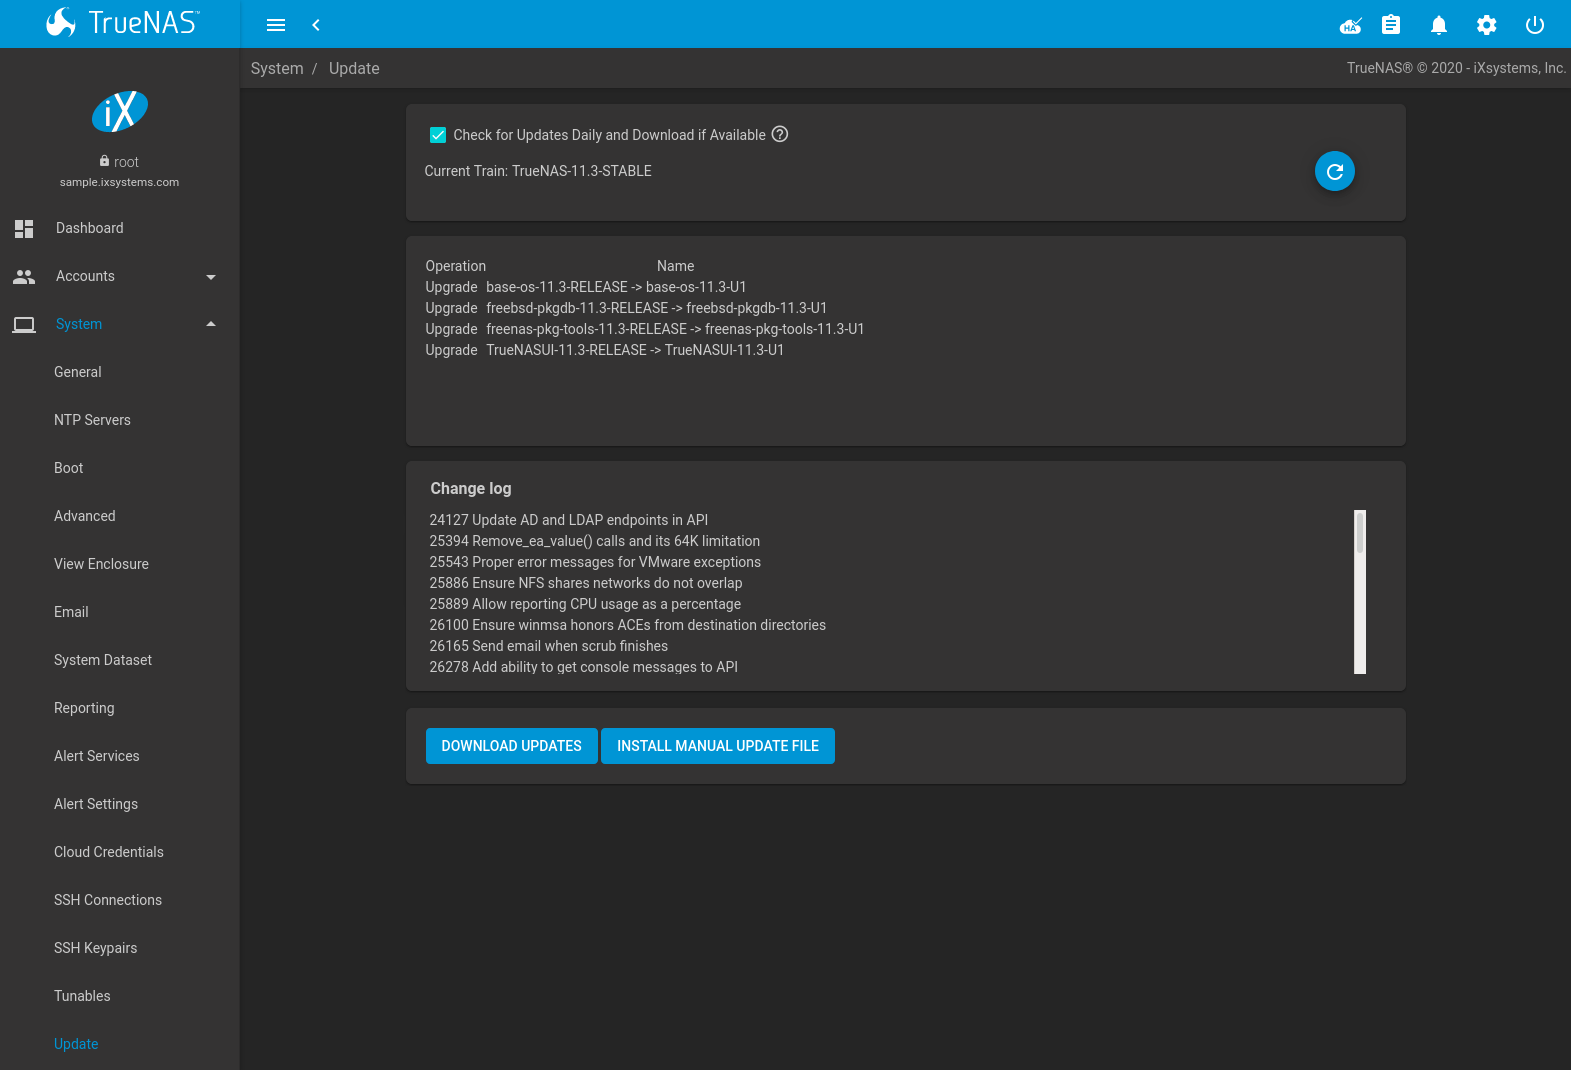 TrueNAS™
HA
System / Update
TrueNAS® © 2020 - iXsystems, Inc.
iX
root
sample.ixsystems.com
Dashboard
Accounts
System
General
NTP Servers
Boot
Advanced
View Enclosure
Email
System Dataset
Reporting
Alert Services
Alert Settings
Cloud Credentials
SSH Connections
SSH Keypairs
Tunables
Update
Check for Updates Daily and Download if Available
Current Train: TrueNAS-11.3-STABLE
Operation Name
Upgrade base-os-11.3-RELEASE -> base-os-11.3-U1
Upgrade freebsd-pkgdb-11.3-RELEASE -> freebsd-pkgdb-11.3-U1
Upgrade freenas-pkg-tools-11.3-RELEASE -> freenas-pkg-tools-11.3-U1
Upgrade TrueNASUI-11.3-RELEASE -> TrueNASUI-11.3-U1
Change log
24127 Update AD and LDAP endpoints in API
25394 Remove_ea_value() calls and its 64K limitation
25543 Proper error messages for VMware exceptions
25886 Ensure NFS shares networks do not overlap
25889 Allow reporting CPU usage as a percentage
26100 Ensure winmsa honors ACEs from destination directories
26165 Send email when scrub finishes
26278 Add ability to get console messages to API
DOWNLOAD UPDATES INSTALL MANUAL UPDATE FILE